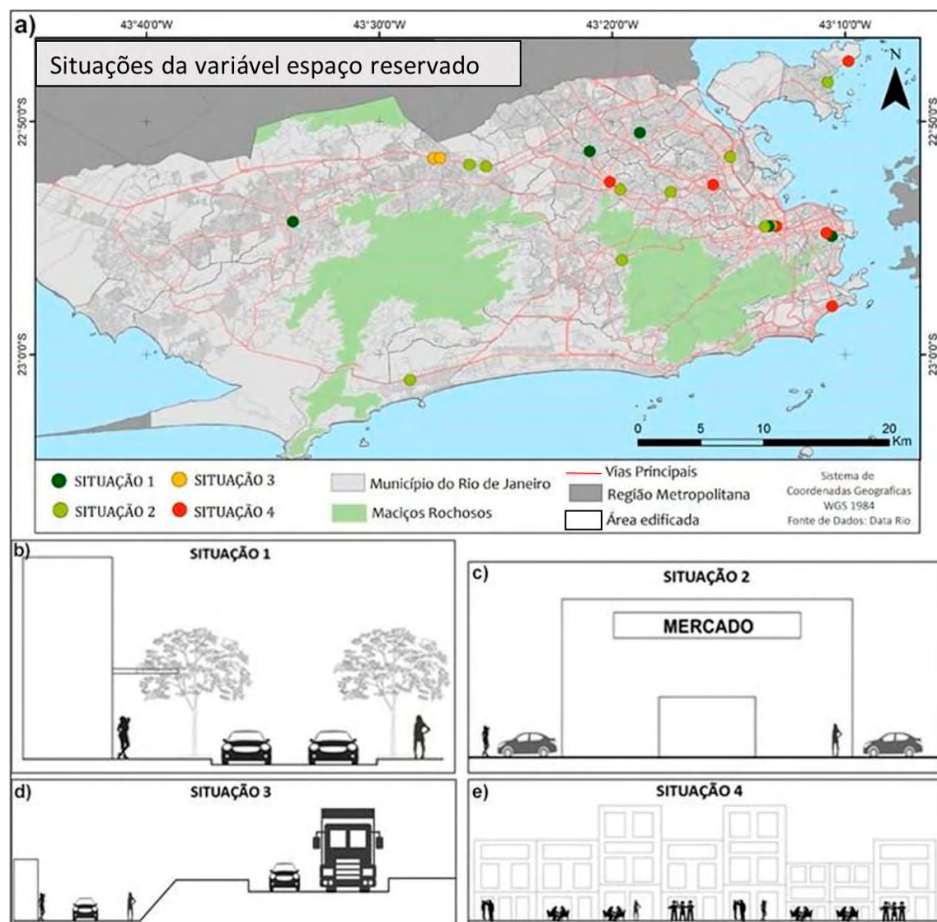 a)
43°40'0"W
43°30'0"W
43°20'0"W
43°10'0"W
Situações da variável espaço reservado
N
22°50'0"S
22°50'0"S
23°0'0"S
23°0'0"S
0 5 10 20
Km
SITUAÇÃO 1
SITUAÇÃO 2
SITUAÇÃO 3
SITUAÇÃO 4
Município do Rio de Janeiro
Maciços Rochosos
Vias Principais
Região Metropolitana
Área edificada
Sistema de
Coordenadas Geograficas
WGS 1984
Fonte de Dados: Data Rio
b)
SITUAÇÃO 1
c)
SITUAÇÃO 2
MERCADO
d)
SITUAÇÃO 3
e)
SITUAÇÃO 4